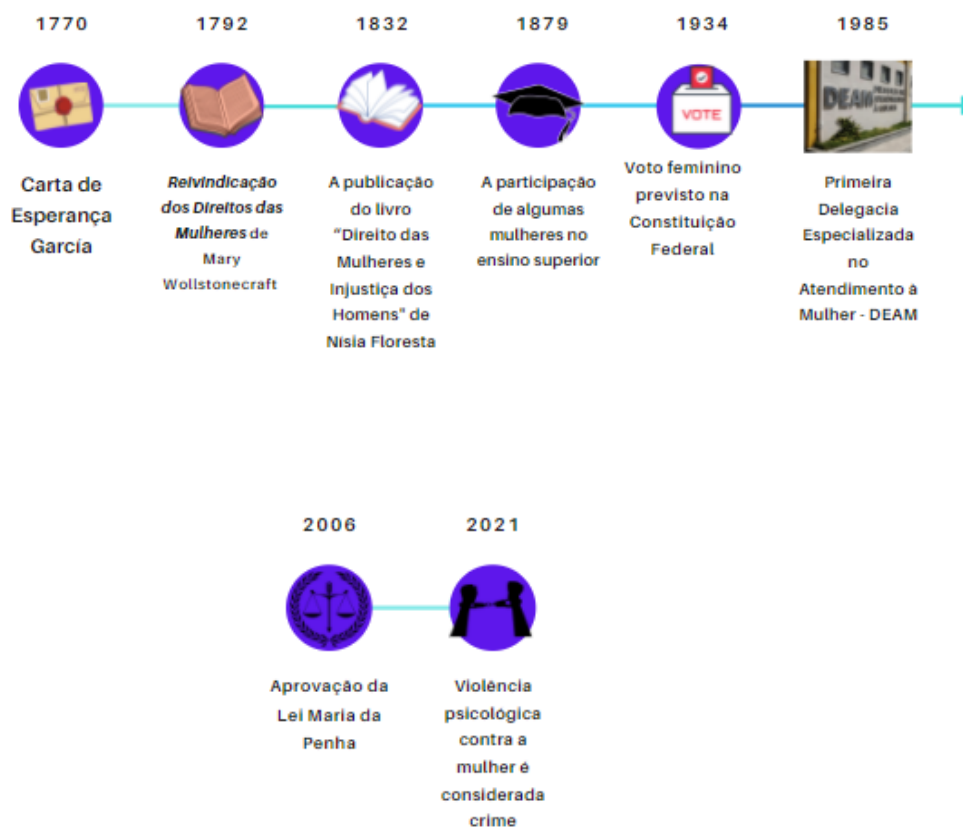 1770
1792
1832
1879
1934
1985
VOTE
DEAM
Carta de
Esperança
García
Reivindicação
dos Direitos das
Mulheres de
Mary
Wollstonecraft
A publicação
do livro
"Direito das
Mulheres e
Injustiça dos
Homens" de
Nísia Floresta
A participação
de algumas
mulheres no
ensino superior
Voto feminino
previsto na
Constituição
Federal
Primeira
Delegacia
Especializada
no
Atendimento à
Mulher - DEAM
2006
2021
Aprovação da
Lei Maria da
Penha
Violência
psicológica
contra a
mulher é
considerada
crime